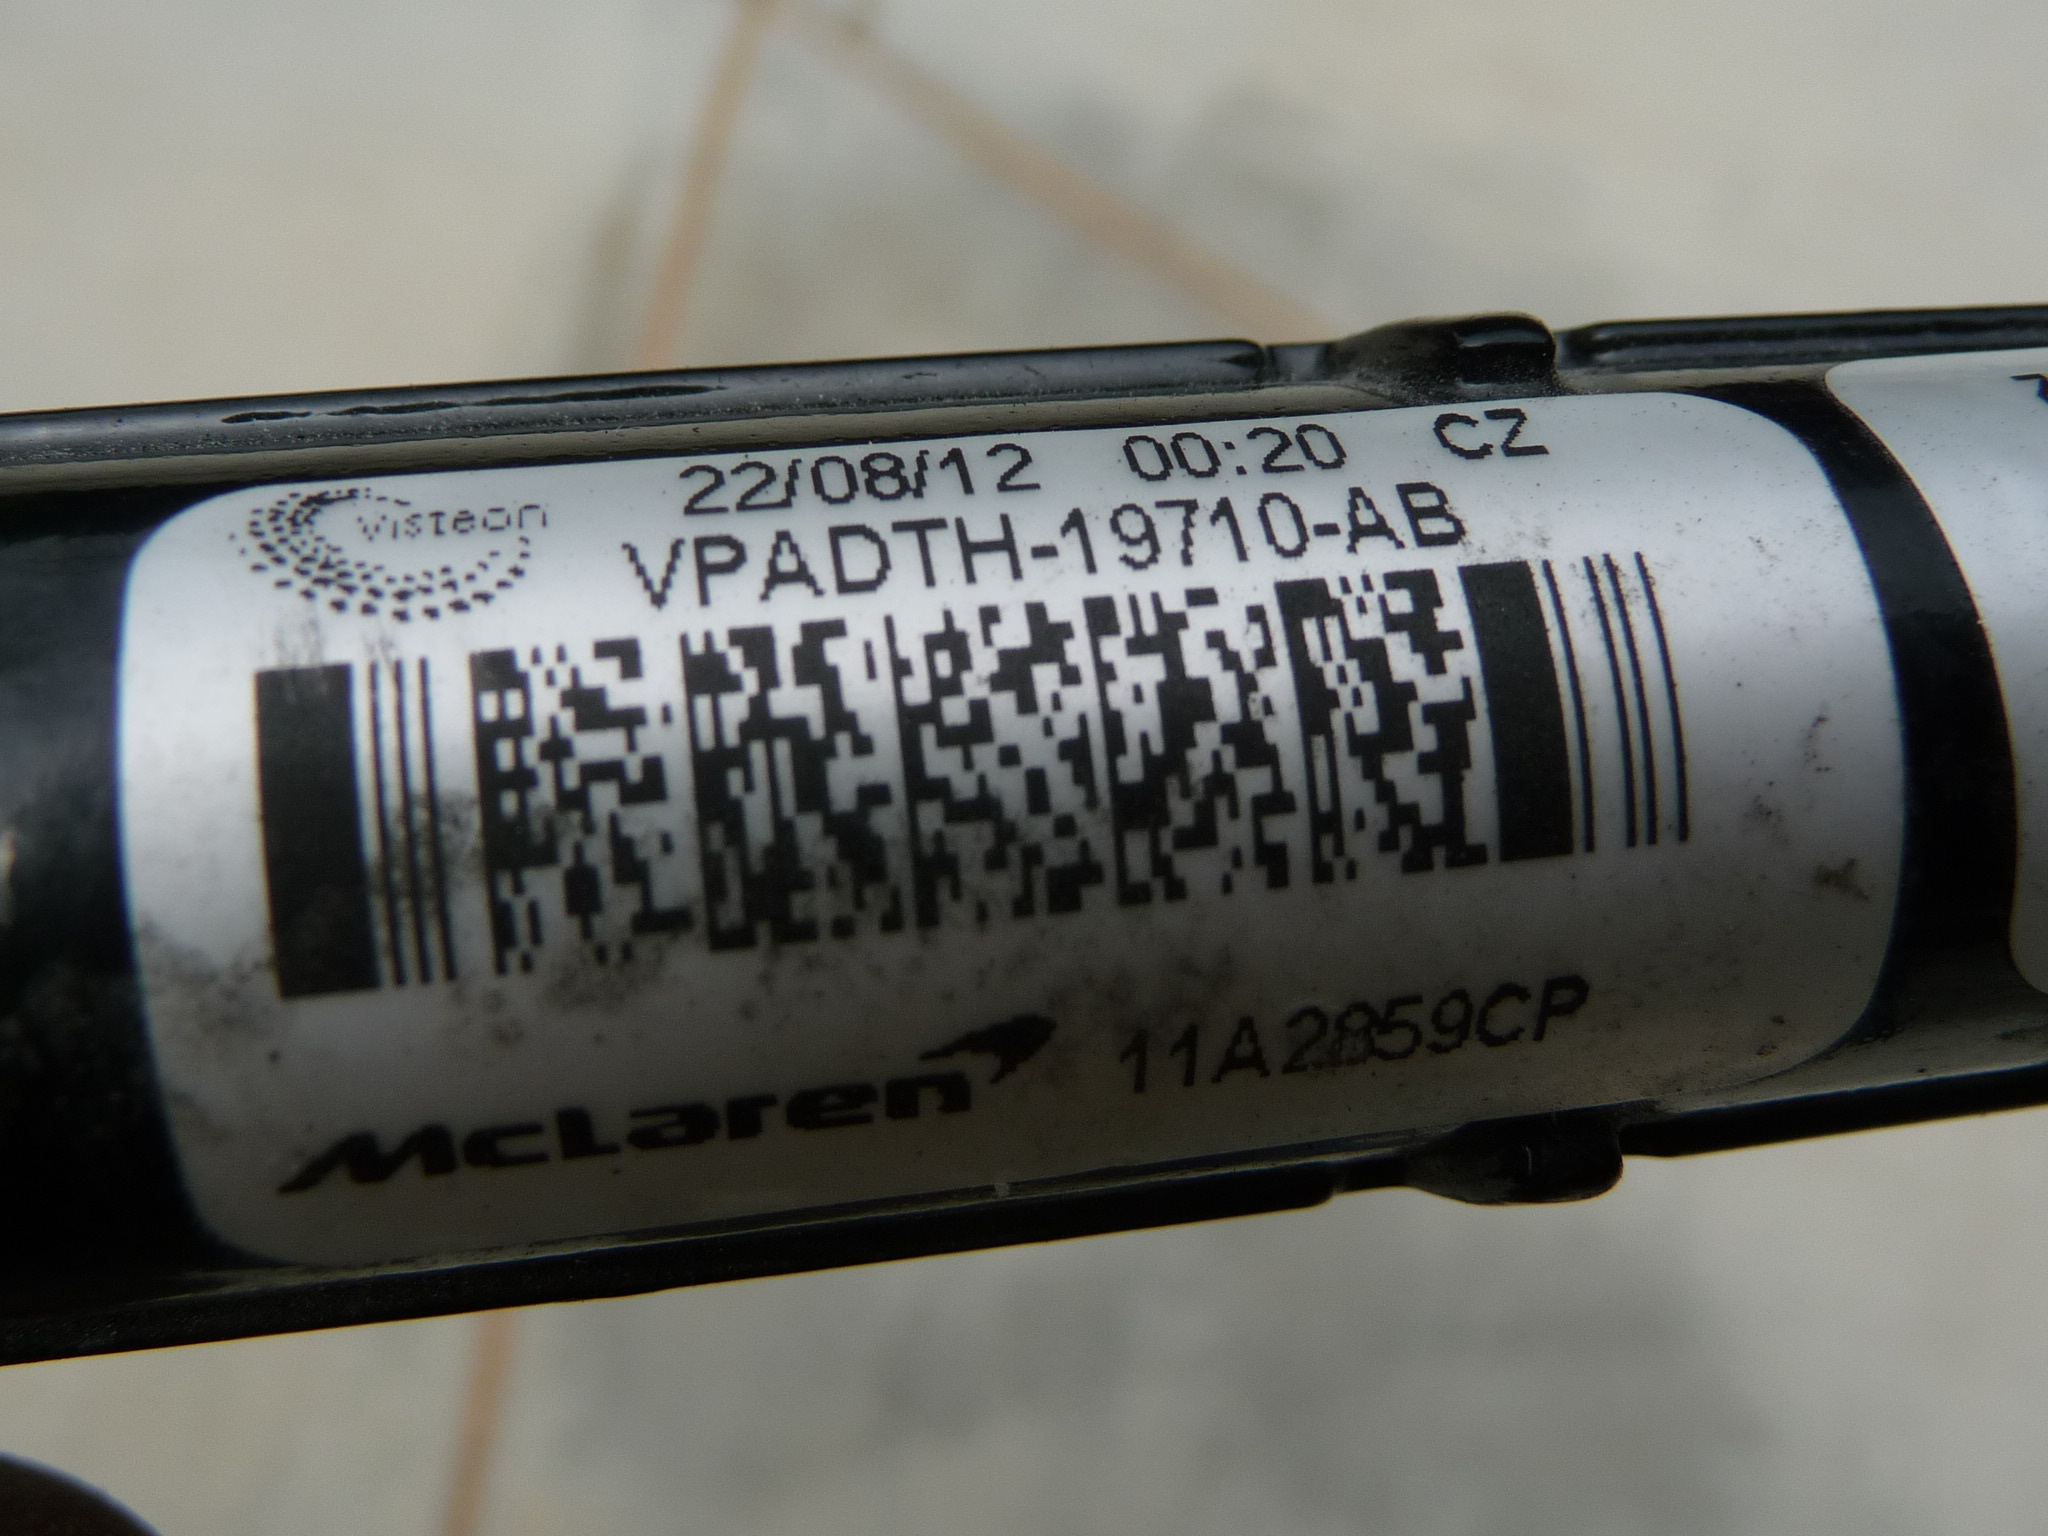 22/08/12 00:20 CZ
Visteon
VPADTH-19710-AB
McLaren 11A2859CP